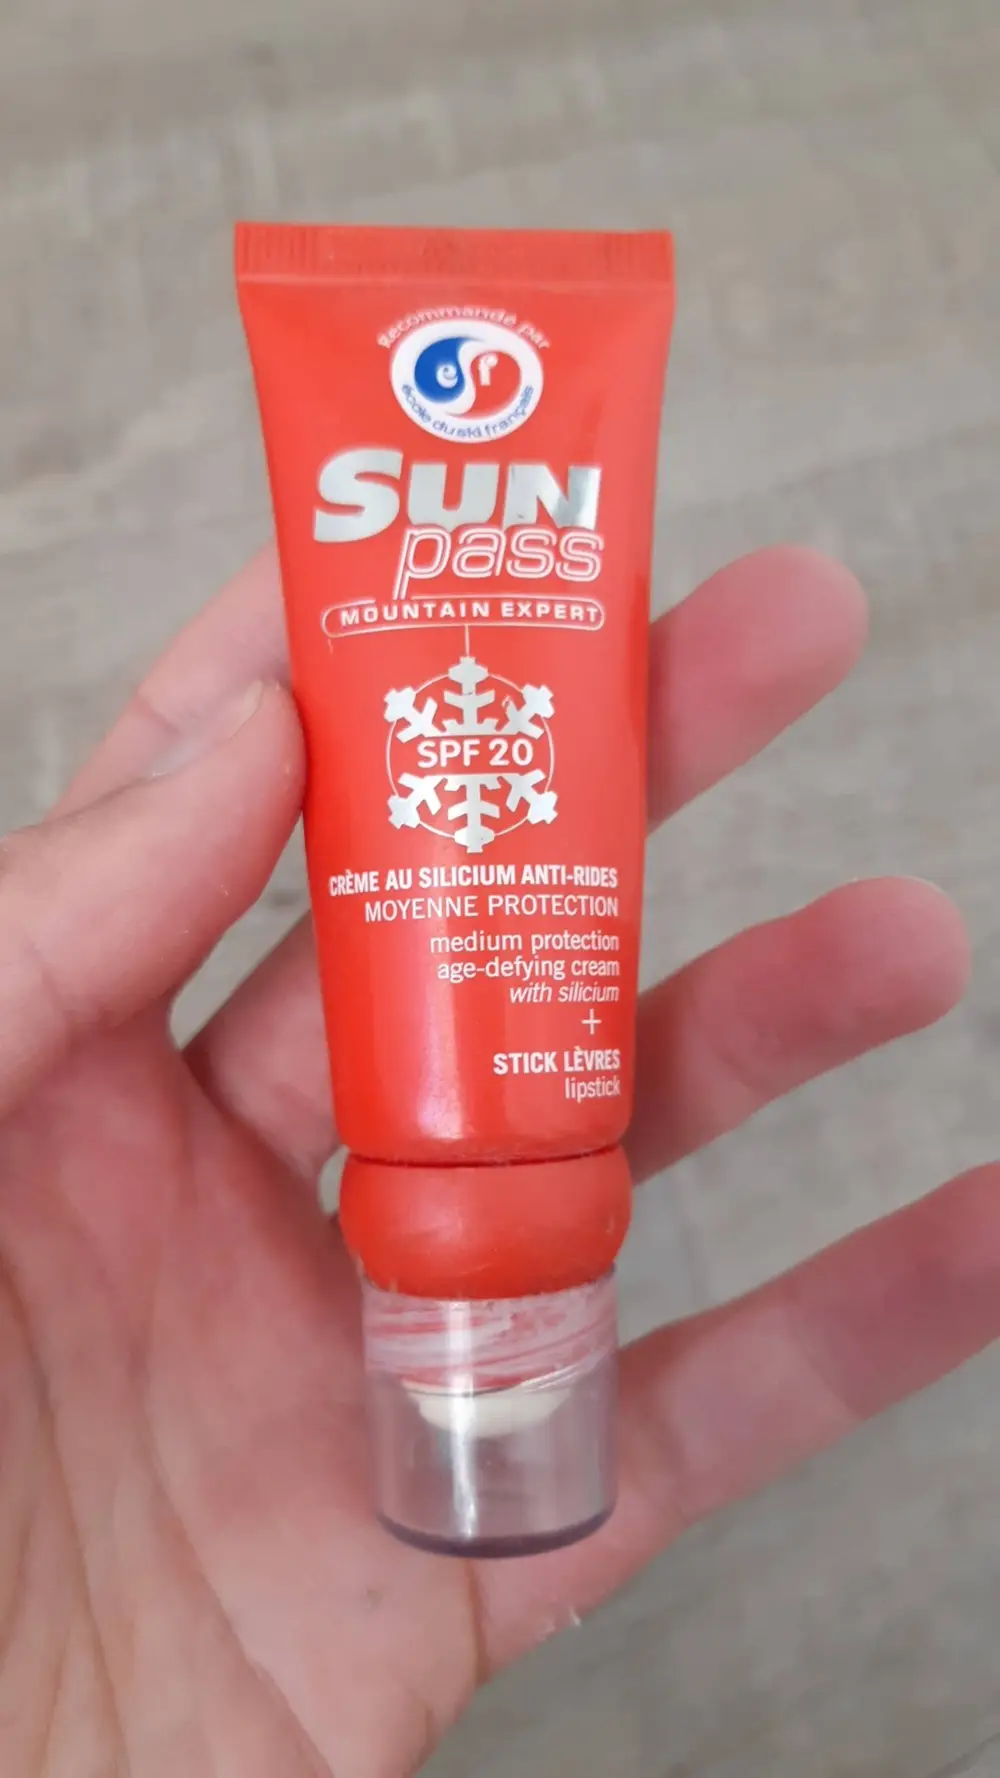 Recommandé par
esf
école du ski français
SUN
pass
MOUNTAIN EXPERT
SPF 20
CRÈME AU SILICIUM ANTI-RIDES
MOYENNE PROTECTION
medium protection
age-defying cream
with silicium
+
STICK LÈVRES
lipstick